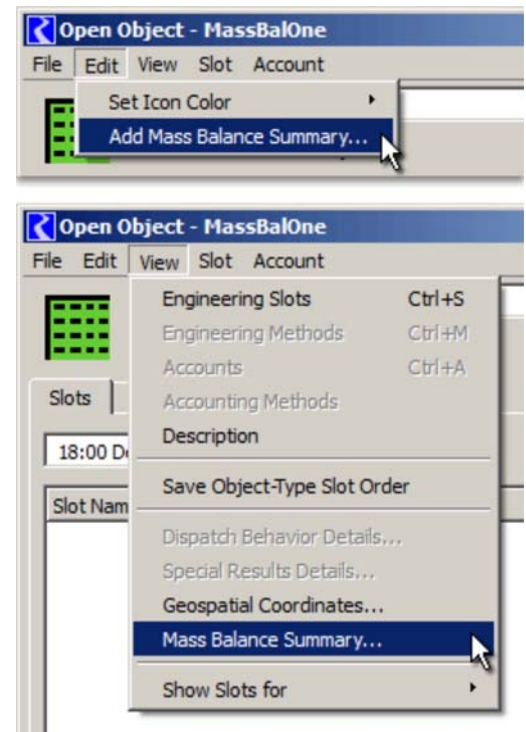 Open Object - MassBalOne
File Edit View Slot Account
Set Icon Color
Add Mass Balance Summary...
Open Object - MassBalOne
File Edit View Slot Account
Engineering Slots Ctrl+S
Engineering Methods Ctrl+M
Accounts Ctrl+A
Slots
Accounting Methods
Description
18:00 D
Save Object-Type Slot Order
Slot Nam
Dispatch Behavior Details...
Special Results Details...
Geospatial Coordinates...
Mass Balance Summary...
Show Slots for